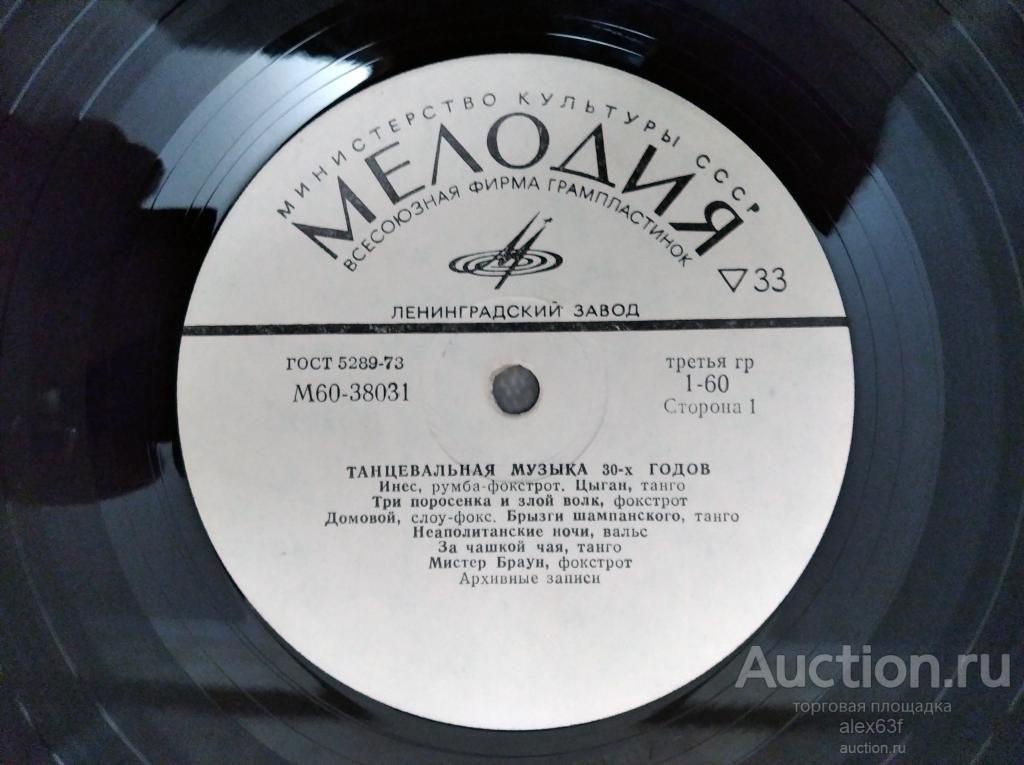 МИНИСТЕРСТВО КУЛЬТУРЫ СССР
МЕЛОДИЯ
ВСЕСОЮЗНАЯ ФИРМА ГРАМПЛАСТИНОК
▽33
ЛЕНИНГРАДСКИЙ ЗАВОД
ГОСТ 5289-73
М60-38031
третья гр
1-60
Сторона 1
ТАНЦЕВАЛЬНАЯ МУЗЫКА 30-х ГОДОВ
Инес, румба-фокстрот. Цыган, танго
Три поросенка и злой волк, фокстрот
Домовой, слоу-фокс. Брызги шампанского, танго
Неаполитанские ночи, вальс
За чашкой чая, танго
Мистер Браун, фокстрот
Архивные записи
Auction.ru
торговая площадка
alex63f
auction.ru